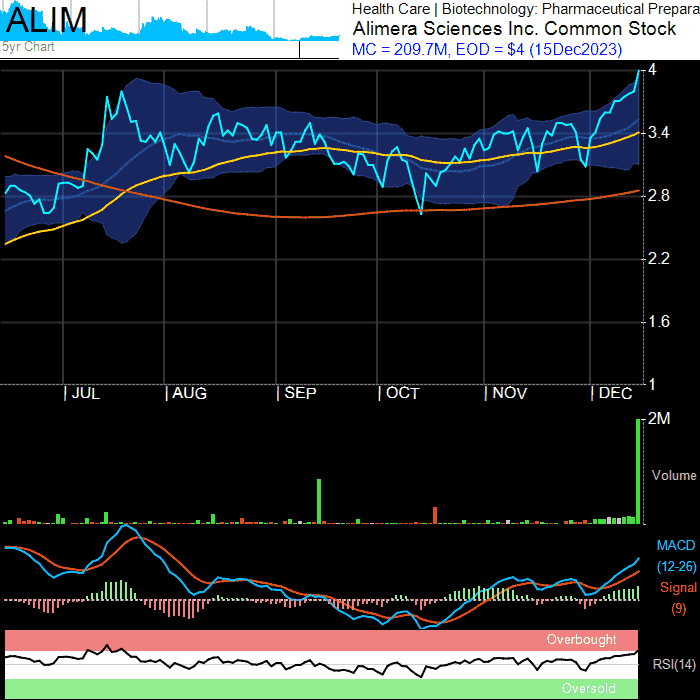 ALIM
5yr Chart
Health Care | Biotechnology: Pharmaceutical Prepara
Alimera Sciences Inc. Common Stock
MC = 209.7M, EOD = $4 (15Dec2023)
4
3.4
2.8
2.2
1.6
1
| JUL | AUG | SEP | OCT | NOV | DEC
2M
Volume
MACD
(12-26)
Signal
(9)
Overbought
RSI(14)
Oversold